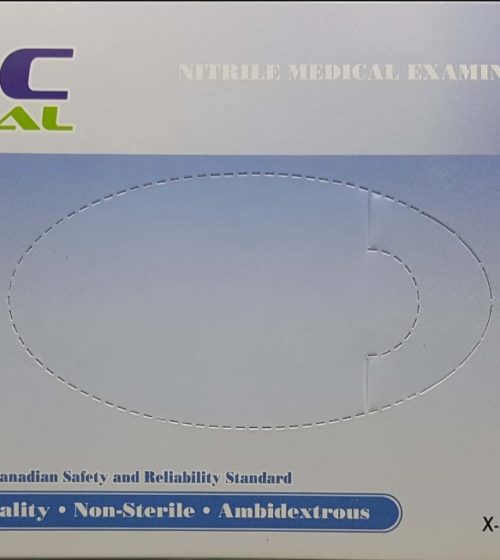 C
AL
NITRILE MEDICAL EXAMIN
anadian Safety and Reliability Standard
ality • Non-Sterile • Ambidextrous
X-